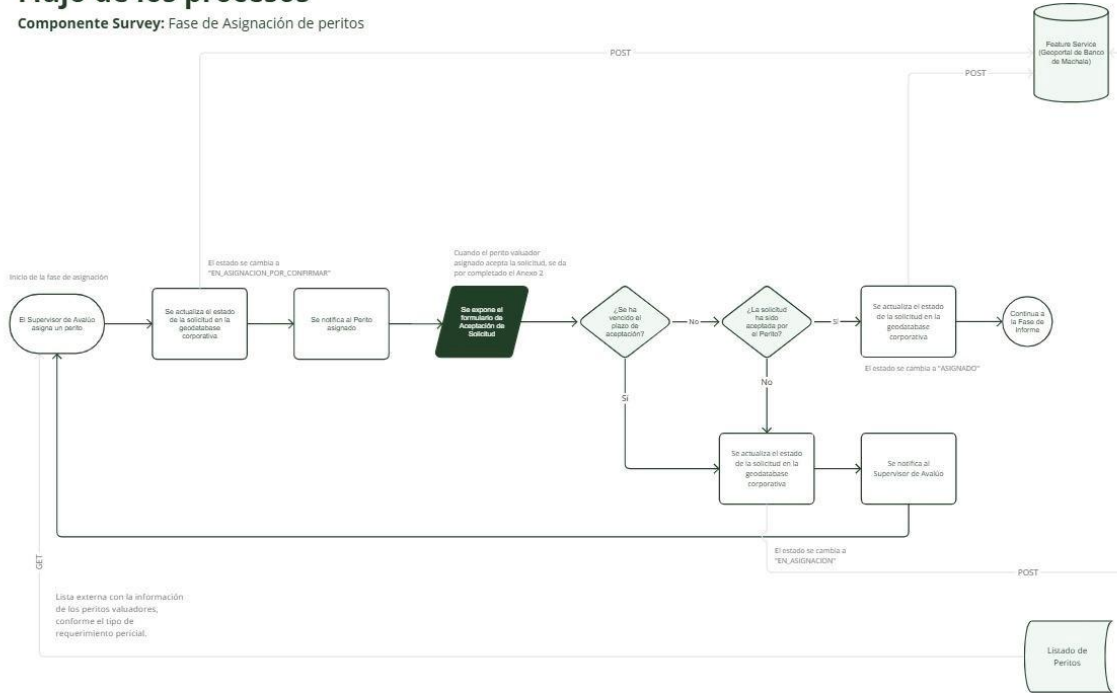 Flujo de los procesos
Componente Survey: Fase de Asignación de peritos
POST
Feature Service
(Geoportal de Banco
de Machala)
POST
Inicio de la fase de asignación
El estado se cambia a
"EN_ASIGNACION_POR_CONFIRMAR"
Cuando el perito valuador
asignado acepta la solicitud, se da
por completado el Anexo 2.
El Supervisor de Avalúo
asigna un perito
Se actualiza el estado
de la solicitud en la
geodatabase
corporativa
Se notifica al Perito
asignado
Se expone el
formulario de
Aceptación de
Solicitud
¿Se ha
vencido el
plazo de
aceptación?
No
¿La solicitud
ha sido
aceptada por
el Perito?
Sí
Se actualiza el estado
de la solicitud en la
geodatabase
corporativa
Continua a
la Fase de
Informe
El estado se cambia a "ASIGNADO"
Sí
No
Se actualiza el estado
de la solicitud en la
geodatabase
corporativa
Se notifica al
Supervisor de Avalúo
El estado se cambia a
"EN_ASIGNACION"
GET
POST
Lista externa con la información
de los peritos valuadores,
conforme el tipo de
requerimiento pericial.
Listado de
Peritos